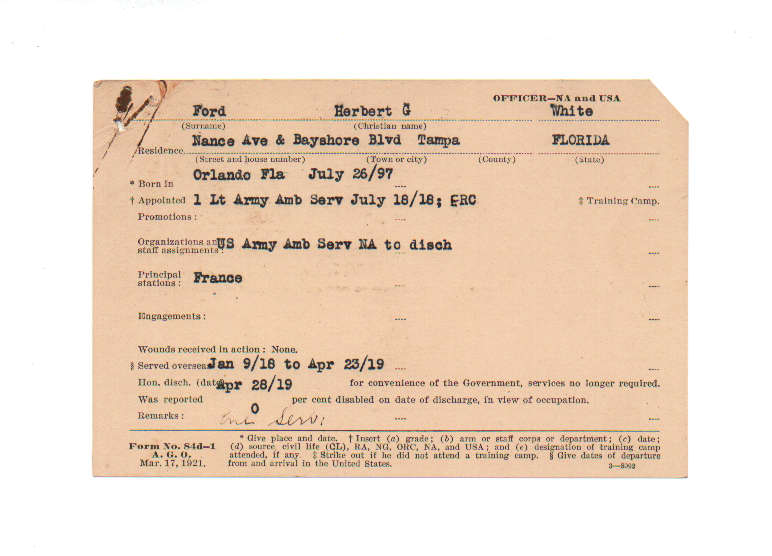 OFFICER—NA and USA
Ford Herbert G White
(Surname) (Christian name)
Nance Ave & Bayshore Blvd Tampa FLORIDA
Residence
(Street and house number) (Town or city) (County) (State)
* Born in Orlando Fla July 26/97
† Appointed 1 Lt Army Amb Serv July 18/18; ERC ‡ Training Camp.
Promotions:
Organizations and staff assignments: US Army Amb Serv NA to disch
Principal stations: France
Engagements:
Wounds received in action: None.
§ Served overseas Jan 9/18 to Apr 23/19
Hon. disch. (date) Apr 28/19 for convenience of the Government, services no longer required.
Was reported 0 per cent disabled on date of discharge, in view of occupation.
Remarks: Serv:
* Give place and date. † Insert (a) grade; (b) arm or staff corps or department; (c) date;
Form No. 84d–1 (d) source, civil life (CL), RA, NG, ORC, NA, and USA; and (e) designation of training camp
A. G. O. attended, if any. ‡ Strike out if he did not attend a training camp. § Give dates of departure
Mar. 17, 1921. from and arrival in the United States. 3—8092